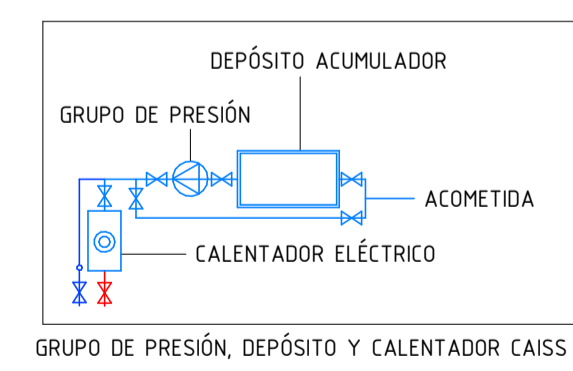 DEPÓSITO ACUMULADOR
GRUPO DE PRESIÓN
ACOMETIDA
CALENTADOR ELÉCTRICO
GRUPO DE PRESIÓN, DEPÓSITO Y CALENTADOR CAISS